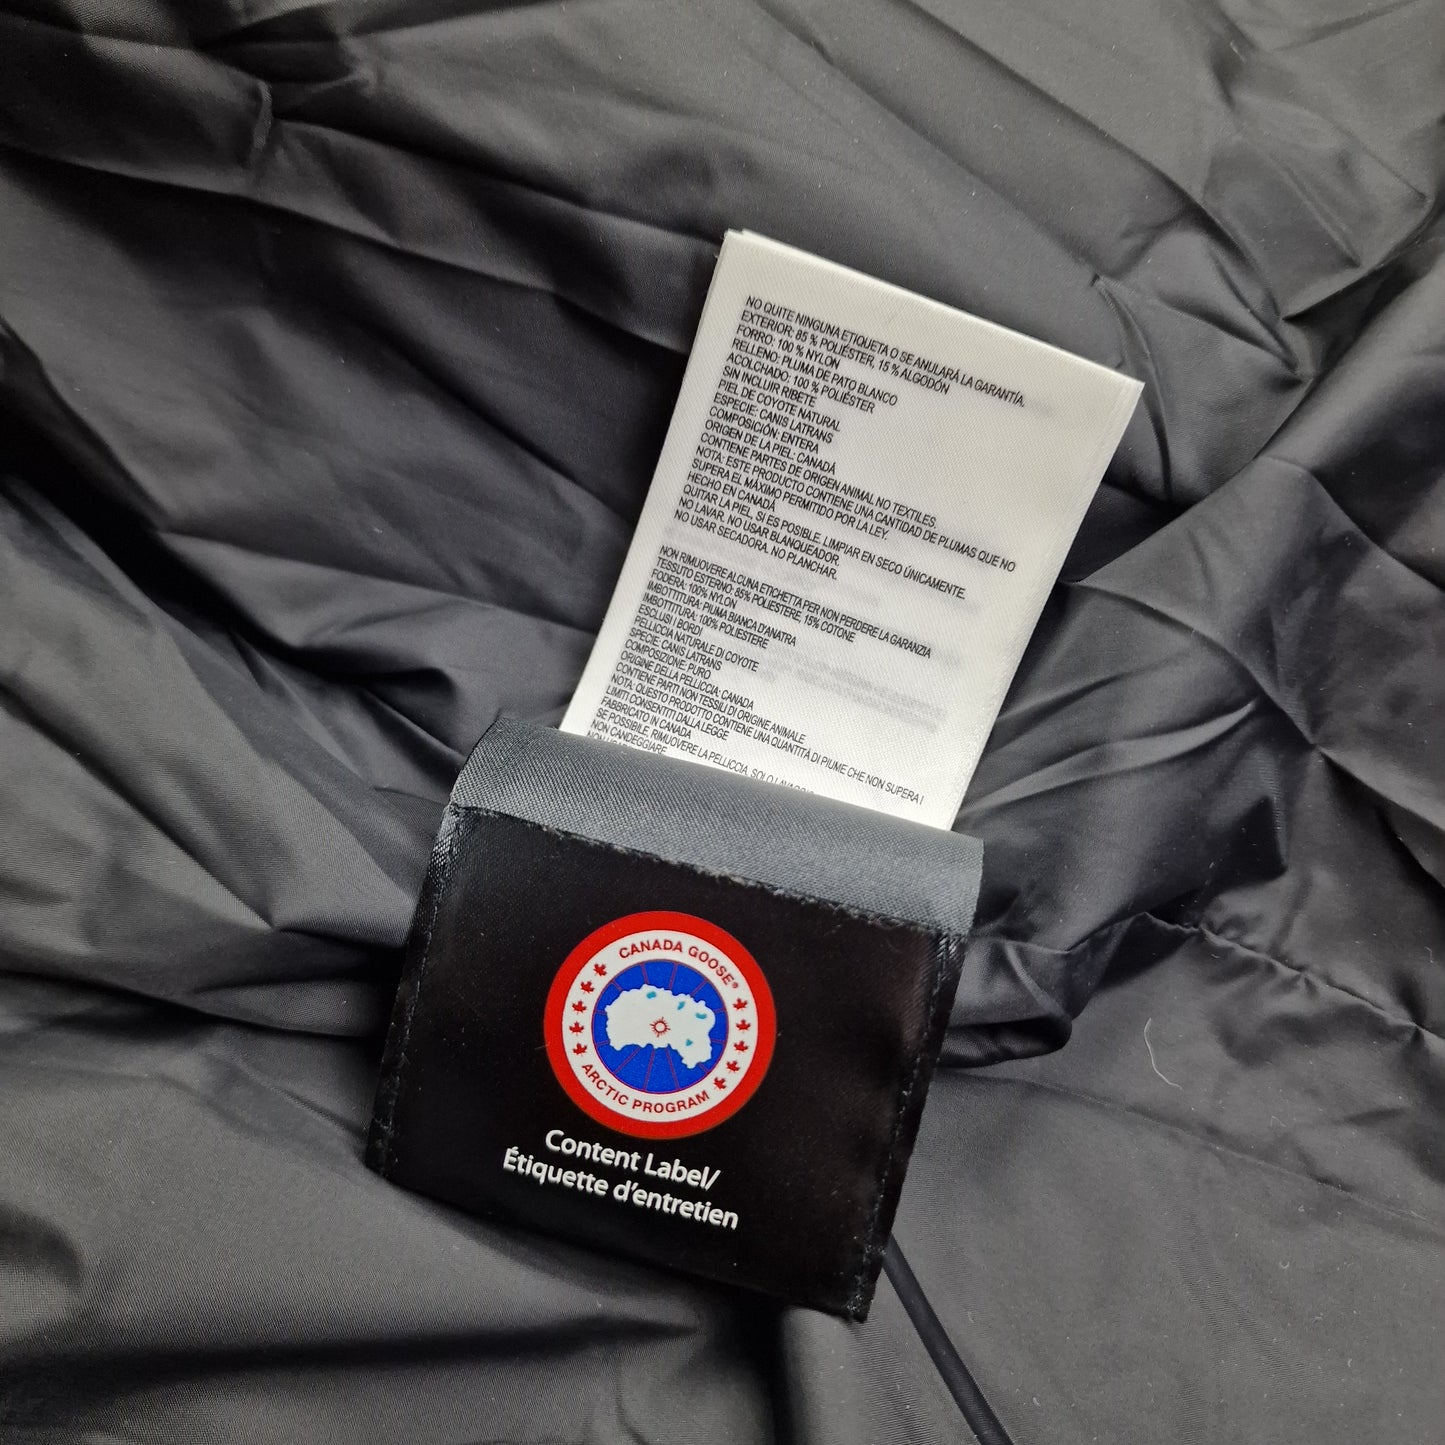 NO QUITE NINGUNA ETIQUETA O SE ANULARÁ LA GARANTÍA.
EXTERIOR: 85 % POLIÉSTER, 15 % ALGODÓN
FORRO: 100 % NYLON
RELLENO: PLUMA DE PATO BLANCO
ACOLCHADO: 100 % POLIÉSTER
SIN INCLUIR RIBETE
PIEL DE COYOTE NATURAL
ESPECIE: CANIS LATRANS
COMPOSICIÓN: ENTERA
ORIGEN DE LA PIEL: CANADÁ
CONTIENE PARTES DE ORIGEN ANIMAL NO TEXTILES.
NOTA: ESTE PRODUCTO CONTIENE UNA CANTIDAD DE PLUMAS QUE NO
SUPERA EL MÁXIMO PERMITIDO POR LA LEY.
HECHO EN CANADÁ
QUITAR LA PIEL, SI ES POSIBLE. LIMPIAR EN SECO ÚNICAMENTE.
NO LAVAR. NO USAR BLANQUEADOR.
NO USAR SECADORA. NO PLANCHAR.
NON RIMUOVERE ALCUNA ETICHETTA PER NON PERDERE LA GARANZIA
TESSUTO ESTERNO: 85% POLIESTERE, 15% COTONE
FODERA: 100% NYLON
IMBOTTITURA: PIUMA BIANCA D'ANATRA
IMBOTTITURA: 100% POLIESTERE
ESCLUSI I BORDI
PELLICCIA NATURALE DI COYOTE
SPECIE: CANIS LATRANS
COMPOSIZIONE: PURO
ORIGINE DELLA PELLICCIA: CANADA
CONTIENE PARTI NON TESSILI DI ORIGINE ANIMALE
NOTA: QUESTO PRODOTTO CONTIENE UNA QUANTITÀ DI PIUME CHE NON SUPERA I
LIMITI CONSENTITI DALLA LEGGE
FABBRICATO IN CANADA
SE POSSIBILE, RIMUOVERE LA PELLICCIA. SOLO
NON CANDEGGIARE
CANADA GOOSE®
ARCTIC PROGRAM
Content Label/
Étiquette d'entretien